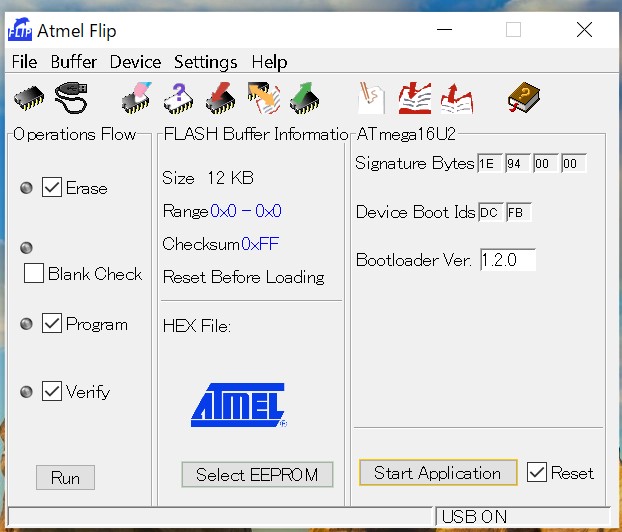 FLIP Atmel Flip
File Buffer Device Settings Help
Operations Flow
Erase
Blank Check
Program
Verify
Run
FLASH Buffer Informatio
Size 12 KB
Range 0x0 - 0x0
Checksum 0xFF
Reset Before Loading
HEX File:
ATMEL
Select EEPROM
ATmega16U2
Signature Bytes 1E 94 00 00
Device Boot Ids DC FB
Bootloader Ver. 1.2.0
Start Application Reset
USB ON